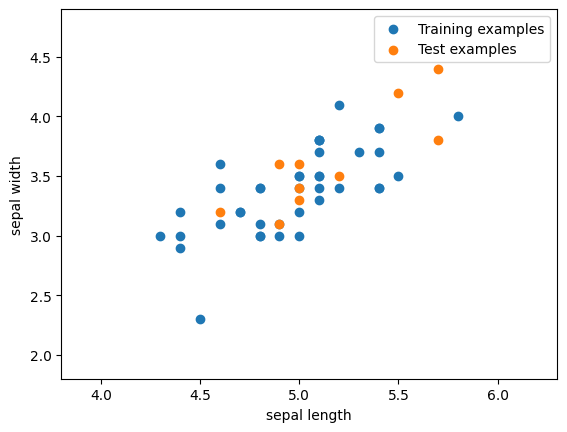 Training examples
Test examples
sepal width
4.5
4.0
3.5
3.0
2.5
2.0
4.0 4.5 5.0 5.5 6.0
sepal length